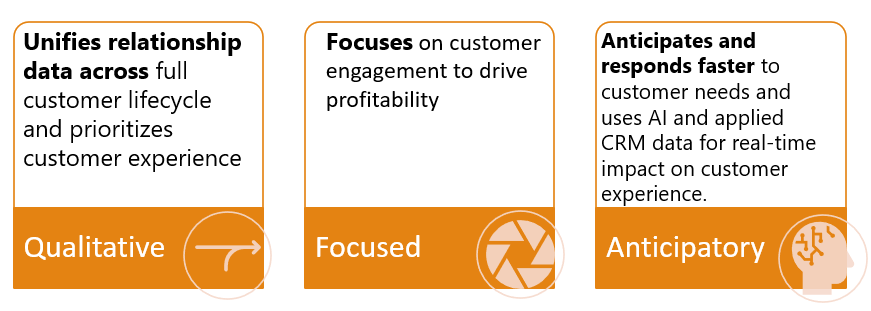 Unifies relationship
data across full
customer lifecycle
and prioritizes
customer experience
Qualitative
Focuses on customer
engagement to drive
profitability
Focused
Anticipates and
responds faster to
customer needs and
uses AI and applied
CRM data for real-time
impact on customer
experience.
Anticipatory